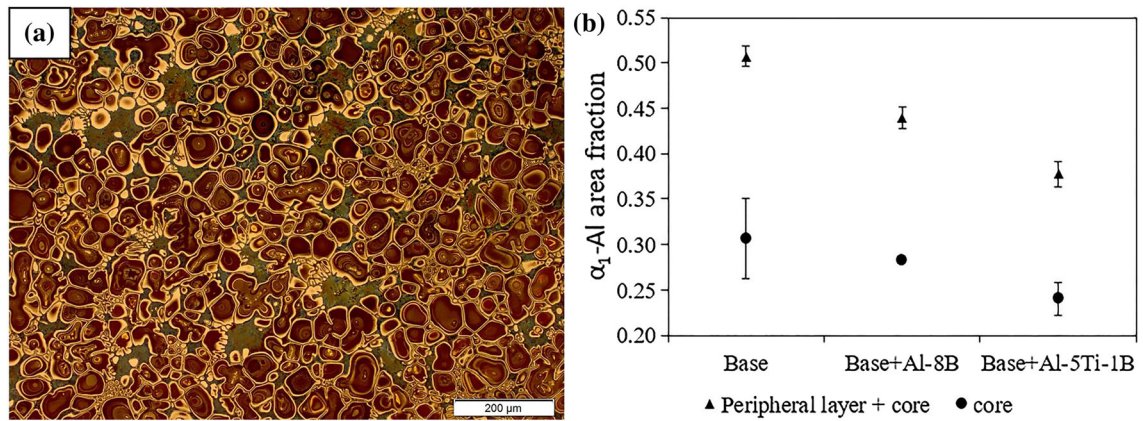 (a)
200 µm
(b)
α₁-Al area fraction
0.55
0.50
0.45
0.40
0.35
0.30
0.25
0.20
Base
Base+Al-8B
Base+Al-5Ti-1B
▲ Peripheral layer + core ● core